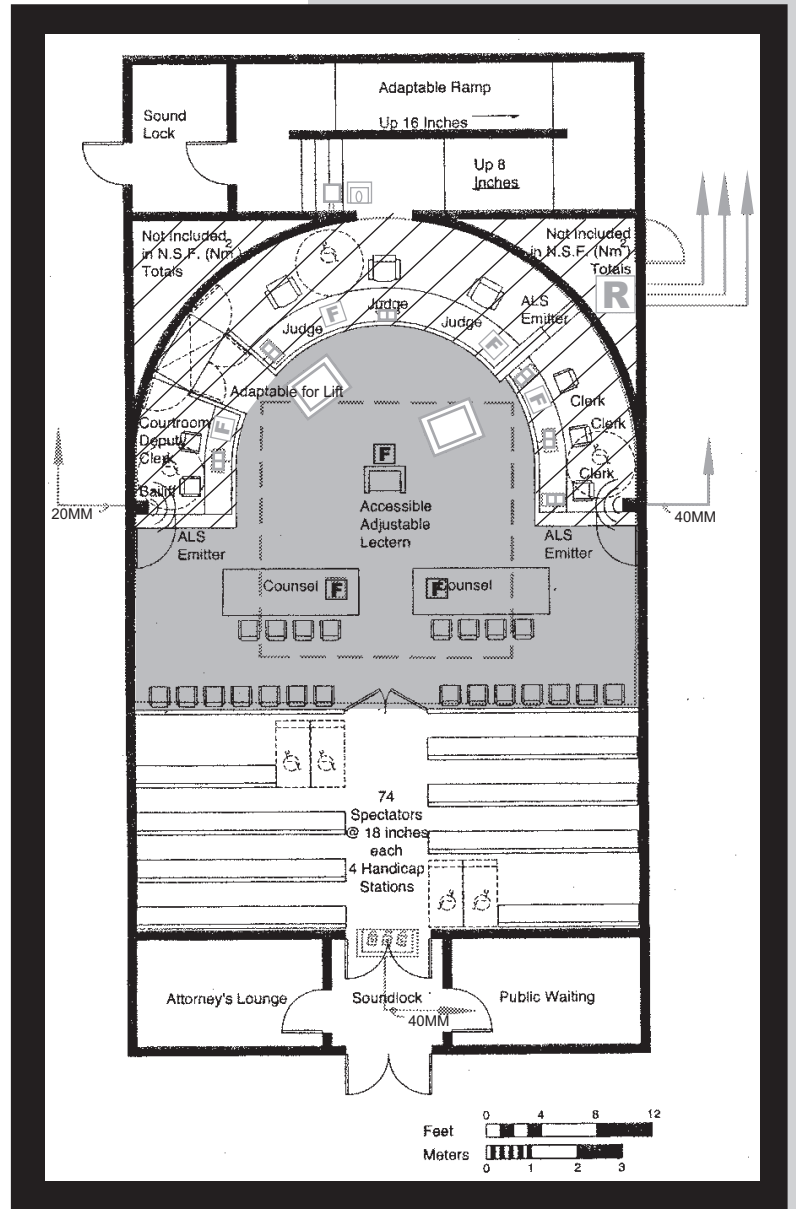 Adaptable Ramp
Up 16 Inches
Sound
Lock
Up 8
Inches
Not Included
in N.S.F. (Nm2)
Totals
Not Included
in N.S.F. (Nm2)
Totals
R
Judge
F
Judge
Judge
F
ALS
Emitter
Adaptable for Lift
F
Clerk
Courtroom
Deputy
Clerk
F
Clerk
Clerk
Bailiff
F
Accessible
Adjustable
Lectern
20MM
40MM
ALS
Emitter
ALS
Emitter
Counsel F
F Counsel
74
Spectators
@ 18 inches
each
4 Handicap
Stations
Attorney's Lounge
Soundlock
Public Waiting
40MM
Feet
0 4 8 12
Meters
0 1 2 3